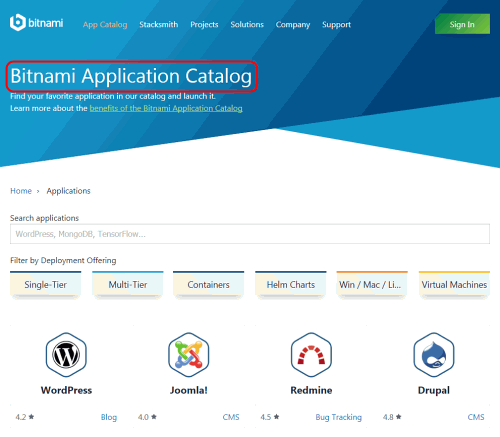 bitnami App Catalog Stacksmith Projects Solutions Company Support Sign In
Bitnami Application Catalog
Find your favorite application in our catalog and launch it.
Learn more about the benefits of the Bitnami Application Catalog
Home › Applications
Search applications
WordPress, MongoDB, TensorFlow...
Filter by Deployment Offering
Single-Tier Multi-Tier Containers Helm Charts Win / Mac / Li... Virtual Machines
WordPress Joomla! Redmine Drupal
4.2 ★ Blog 4.0 ★ CMS 4.5 ★ Bug Tracking 4.8 ★ CMS